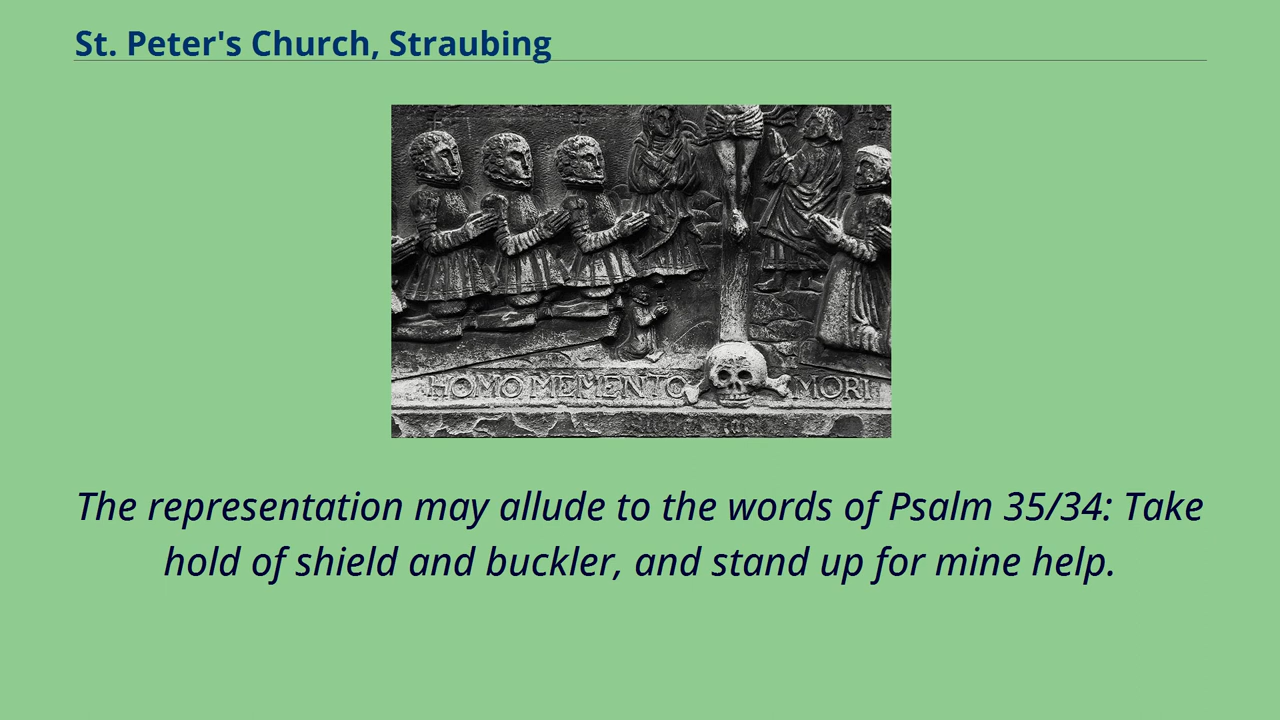 St. Peter's Church, Straubing
HOMO MEMENTO MORI
The representation may allude to the words of Psalm 35/34: Take
hold of shield and buckler, and stand up for mine help.